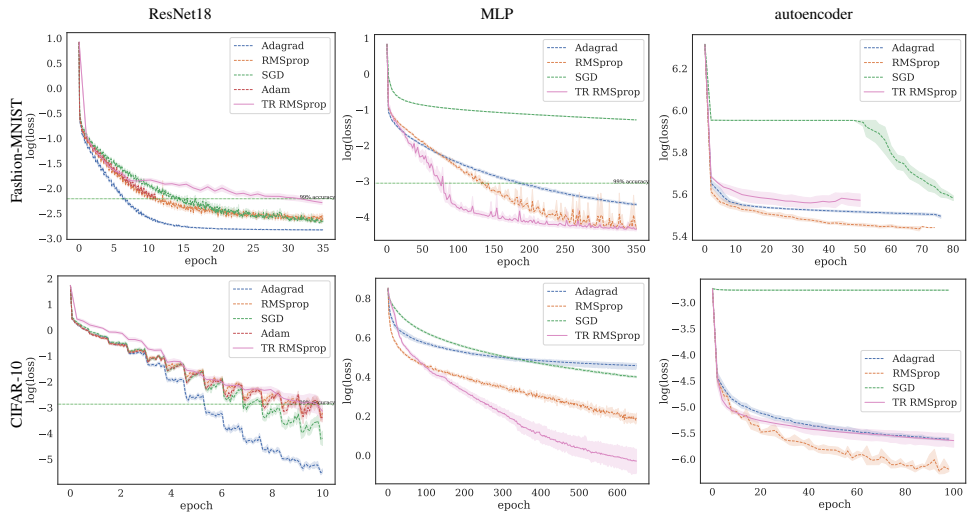 ResNet18
MLP
autoencoder
Fashion-MNIST
log(loss)
1.0
0.5
0.0
−0.5
−1.0
−1.5
−2.0
−2.5
−3.0
Adagrad
RMSprop
SGD
Adam
TR RMSprop
99% accuracy
0 5 10 15 20 25 30 35
epoch
log(loss)
1
0
−1
−2
−3
−4
Adagrad
RMSprop
SGD
TR RMSprop
99% accuracy
0 50 100 150 200 250 300 350
epoch
log(loss)
6.2
6.0
5.8
5.6
5.4
Adagrad
RMSprop
SGD
TR RMSprop
0 10 20 30 40 50 60 70 80
epoch
CIFAR-10
log(loss)
2
1
0
−1
−2
−3
−4
−5
Adagrad
RMSprop
SGD
Adam
TR RMSprop
accuracy
0 2 4 6 8 10
epoch
log(loss)
0.8
0.6
0.4
0.2
0.0
Adagrad
RMSprop
SGD
TR RMSprop
0 100 200 300 400 500 600
epoch
log(loss)
−3.0
−3.5
−4.0
−4.5
−5.0
−5.5
−6.0
Adagrad
RMSprop
SGD
TR RMSprop
0 20 40 60 80 100
epoch